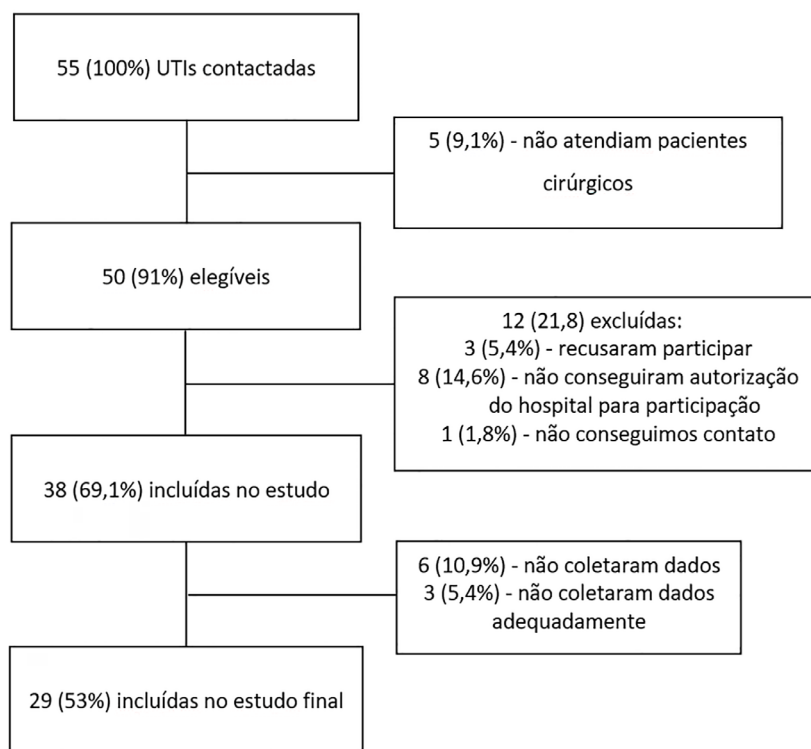 55 (100%) UTIs contactadas
5 (9,1%) - não atendiam pacientes
cirúrgicos
50 (91%) elegíveis
12 (21,8) excluídas:
3 (5,4%) - recusaram participar
8 (14,6%) - não conseguiram autorização
do hospital para participação
1 (1,8%) - não conseguimos contato
38 (69,1%) incluídas no estudo
6 (10,9%) - não coletaram dados
3 (5,4%) - não coletaram dados
adequadamente
29 (53%) incluídas no estudo final